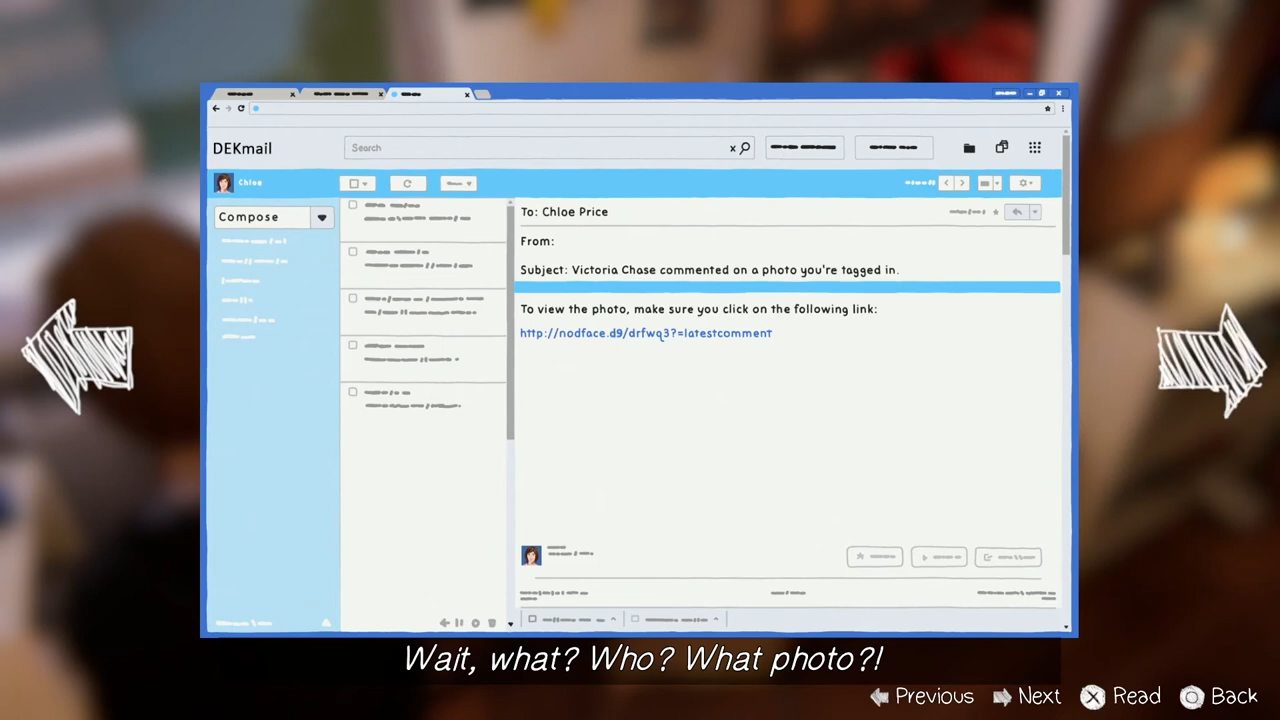 DEKmail
Search
Chloe
Compose
To: Chloe Price
From:
Subject: Victoria Chase commented on a photo you're tagged in.
To view the photo, make sure you click on the following link:
http://nodface.d9/drfwq3?=latestcomment
Wait, what? Who? What photo?!
Previous Next Read Back